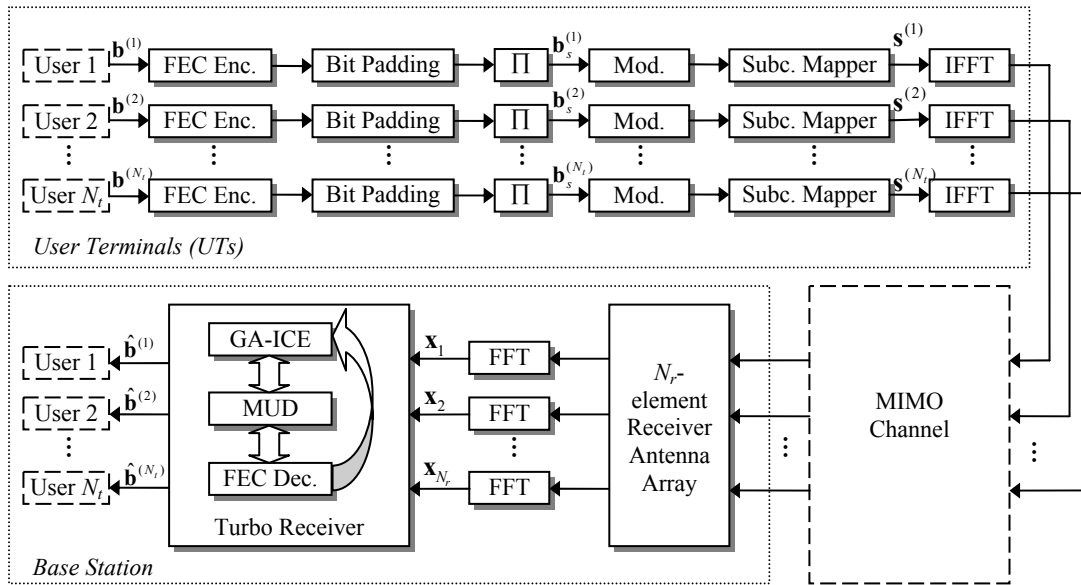 User 1 b^(1) FEC Enc. Bit Padding Π b_s^(1) Mod. Subc. Mapper s^(1) IFFT
User 2 b^(2) FEC Enc. Bit Padding Π b_s^(2) Mod. Subc. Mapper s^(2) IFFT
User N_t b^(N_t) FEC Enc. Bit Padding Π b_s^(N_t) Mod. Subc. Mapper s^(N_t) IFFT
User Terminals (UTs)
User 1 b̂^(1) GA-ICE x_1 FFT
User 2 b̂^(2) MUD x_2 FFT
User N_t b̂^(N_t) FEC Dec. x_{N_r} FFT
Turbo Receiver
N_r-
element
Receiver
Antenna
Array
MIMO
Channel
Base Station